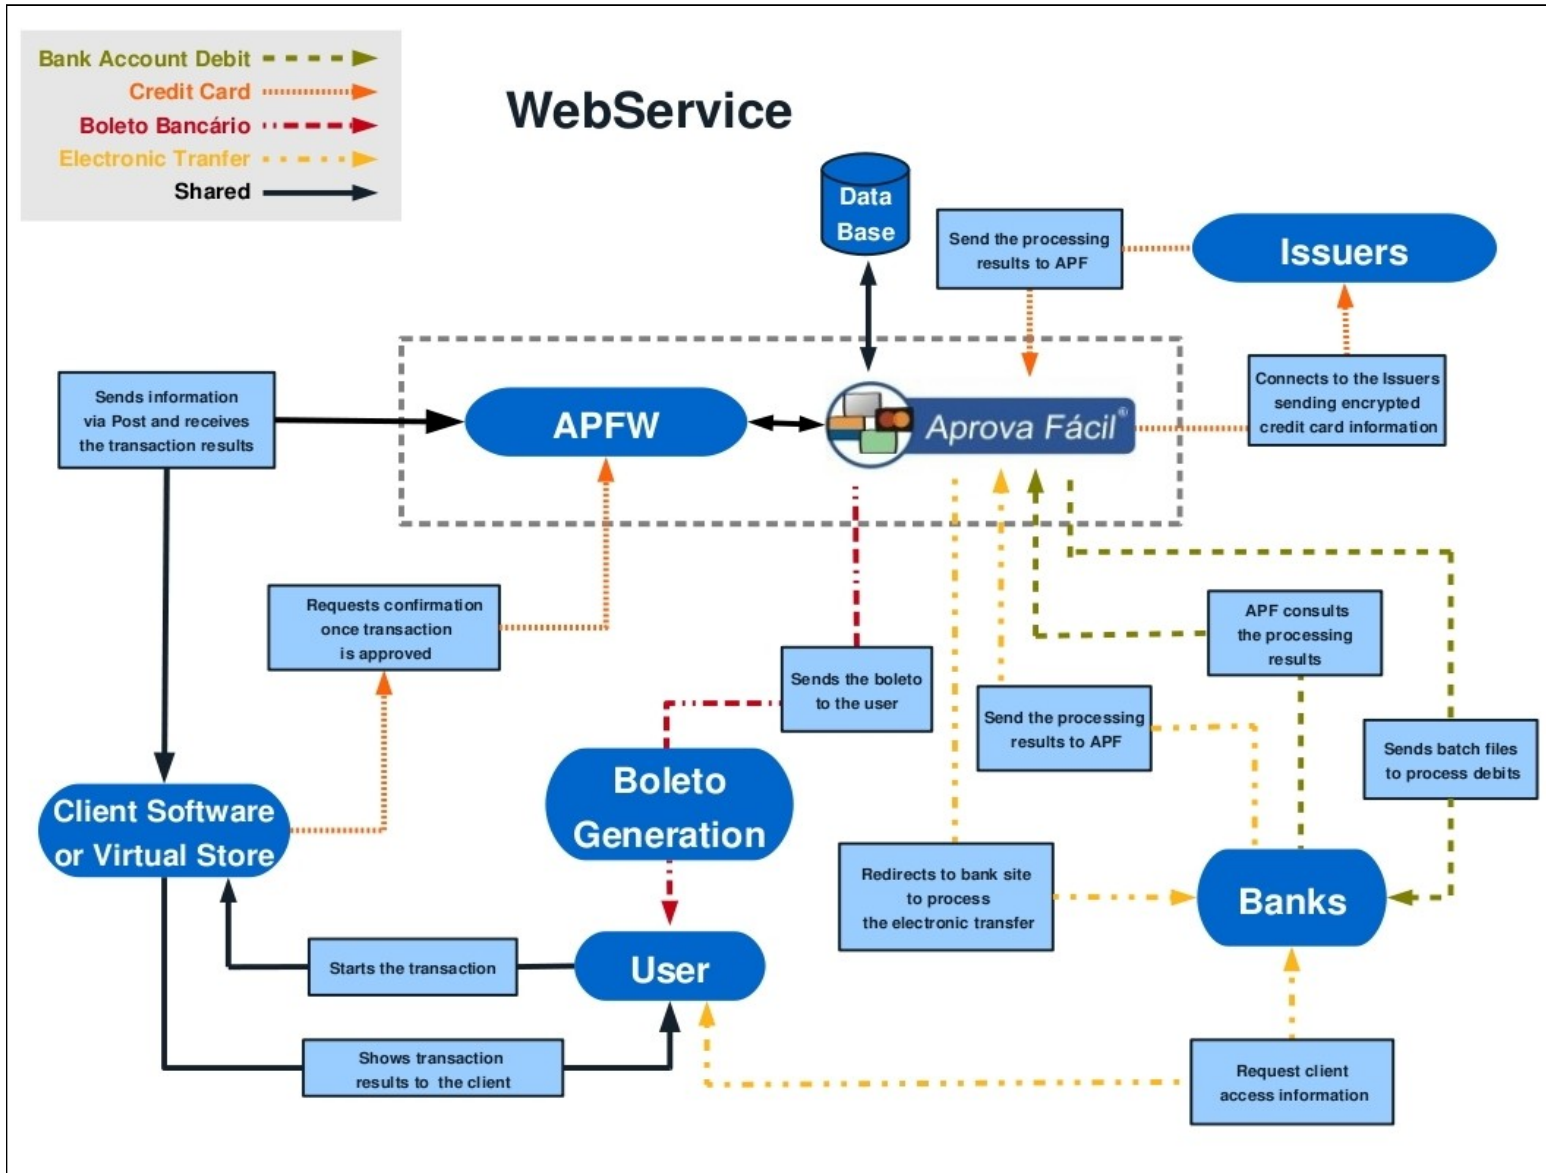 Bank Account Debit
Credit Card
Boleto Bancário
Electronic Tranfer
Shared
WebService
Data
Base
Send the processing
results to APF
Issuers
Sends information
via Post and receives
the transaction results
APFW
Aprova Fácil®
Connects to the Issuers
sending encrypted
credit card information
Requests confirmation
once transaction
is approved
APF consults
the processing
results
Sends the boleto
to the user
Send the processing
results to APF
Sends batch files
to process debits
Boleto
Generation
Client Software
or Virtual Store
Redirects to bank site
to process
the electronic transfer
Banks
Starts the transaction
User
Shows transaction
results to the client
Request client
access information